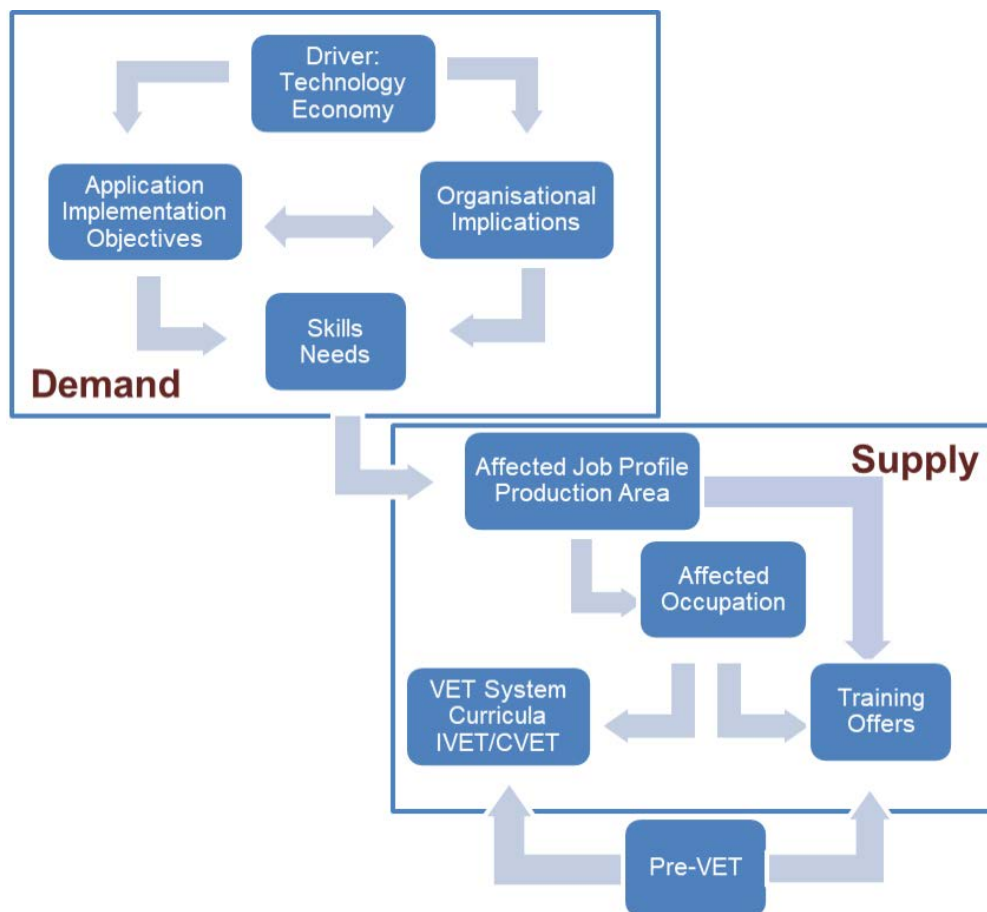 Driver:
Technology
Economy
Application
Implementation
Objectives
Organisational
Implications
Skills
Needs
Demand
Supply
Affected Job Profile
Production Area
Affected
Occupation
VET System
Curricula
IVET/CVET
Training
Offers
Pre-VET